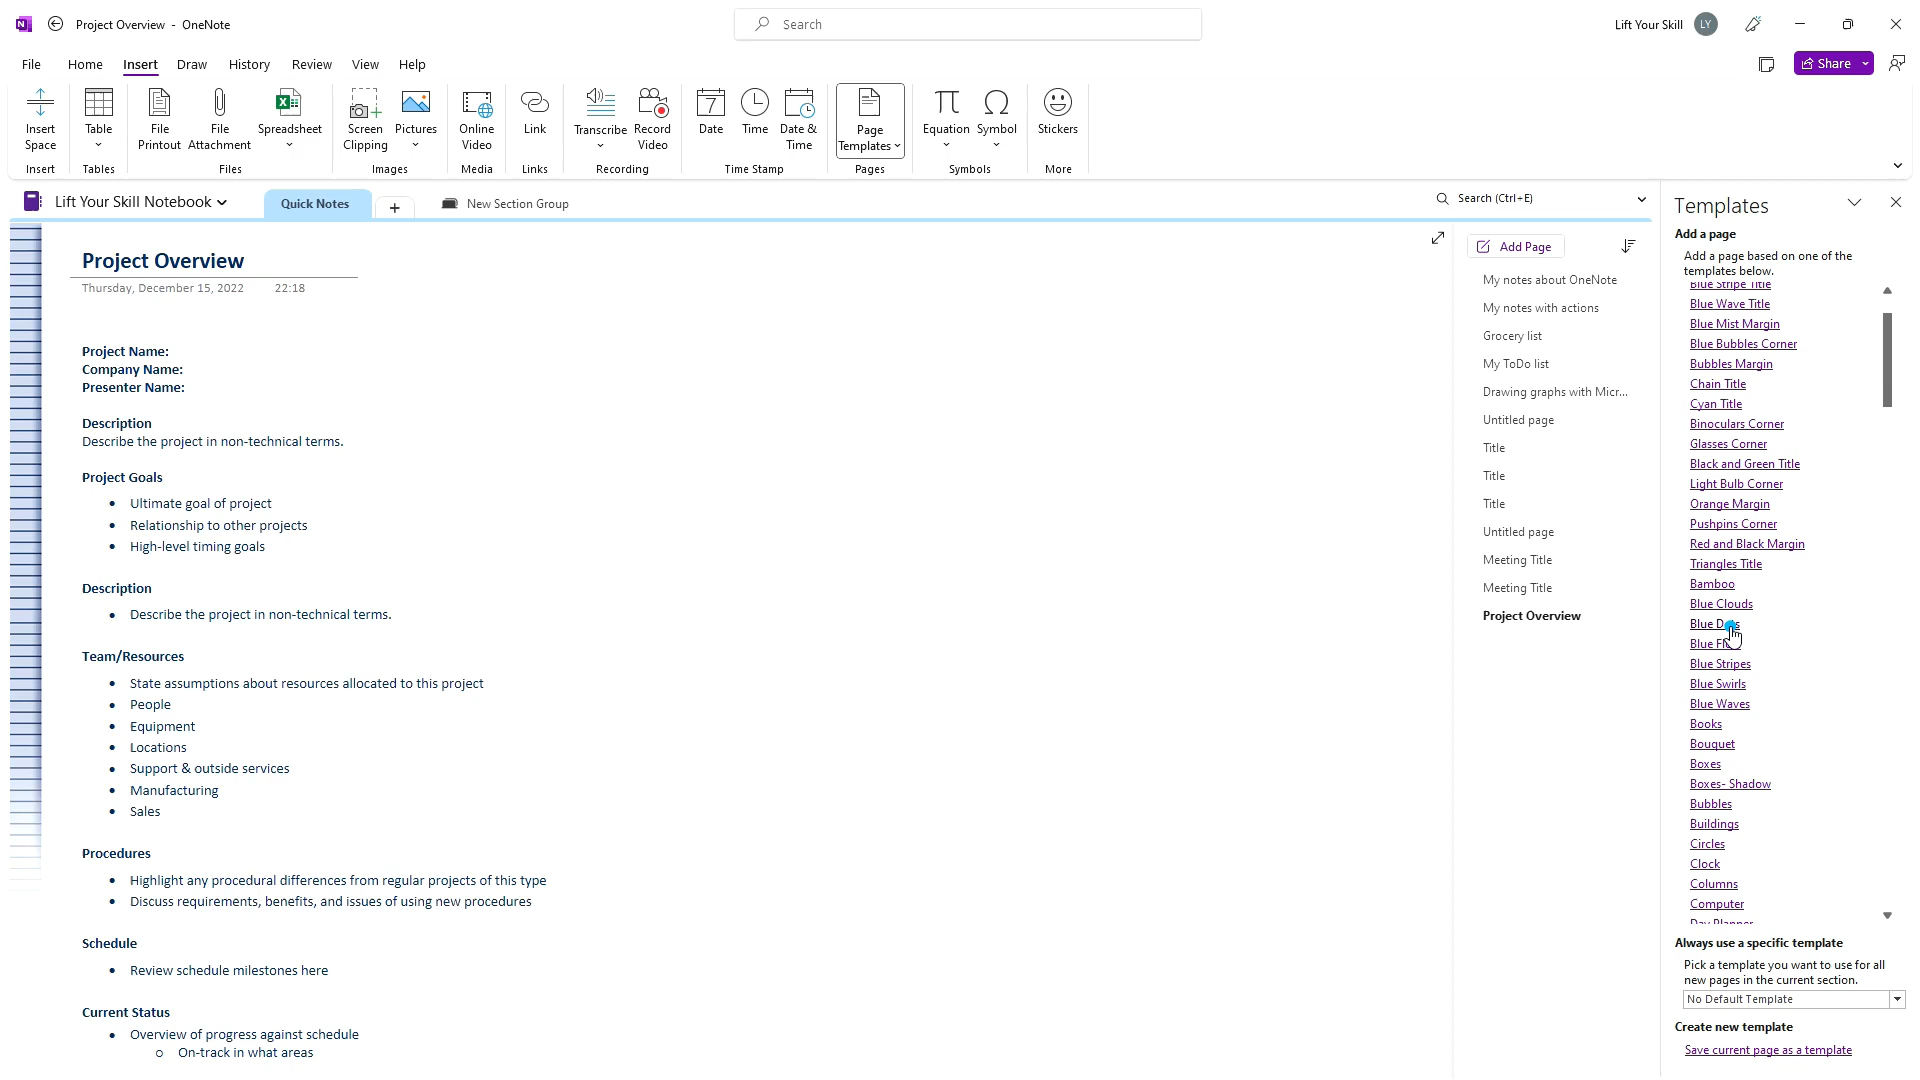 Project Overview - OneNote
Search
Lift Your Skill LY
File Home Insert Draw History Review View Help
Share
Insert Space
Table
File Printout
File Attachment
Spreadsheet
Screen Clipping
Pictures
Online Video
Link
Transcribe
Record Video
7
Date
Time
Date & Time
Page Templates
Equation
Symbol
Stickers
Insert Tables Files Images Media Links Recording Time Stamp Pages Symbols More
Lift Your Skill Notebook
Quick Notes
+
New Section Group
Search (Ctrl+E)
Project Overview
Thursday, December 15, 2022 22:18
Project Name:
Company Name:
Presenter Name:
Description
Describe the project in non-technical terms.
Project Goals
• Ultimate goal of project
• Relationship to other projects
• High-level timing goals
Description
• Describe the project in non-technical terms.
Team/Resources
• State assumptions about resources allocated to this project
• People
• Equipment
• Locations
• Support & outside services
• Manufacturing
• Sales
Procedures
• Highlight any procedural differences from regular projects of this type
• Discuss requirements, benefits, and issues of using new procedures
Schedule
• Review schedule milestones here
Current Status
• Overview of progress against schedule
o On-track in what areas
Add Page
My notes about OneNote
My notes with actions
Grocery list
My ToDo list
Drawing graphs with Micr...
Untitled page
Title
Title
Title
Untitled page
Meeting Title
Meeting Title
Project Overview
Templates
Add a page
Add a page based on one of the
templates below.
Blue Stripe Title
Blue Wave Title
Blue Mist Margin
Blue Bubbles Corner
Bubbles Margin
Chain Title
Cyan Title
Binoculars Corner
Glasses Corner
Black and Green Title
Light Bulb Corner
Orange Margin
Pushpins Corner
Red and Black Margin
Triangles Title
Bamboo
Blue Clouds
Blue
Blue
Blue Stripes
Blue Swirls
Blue Waves
Books
Bouquet
Boxes
Boxes- Shadow
Bubbles
Buildings
Circles
Clock
Columns
Computer
Day Planner
Always use a specific template
Pick a template you want to use for all
new pages in the current section.
No Default Template
Create new template
Save current page as a template